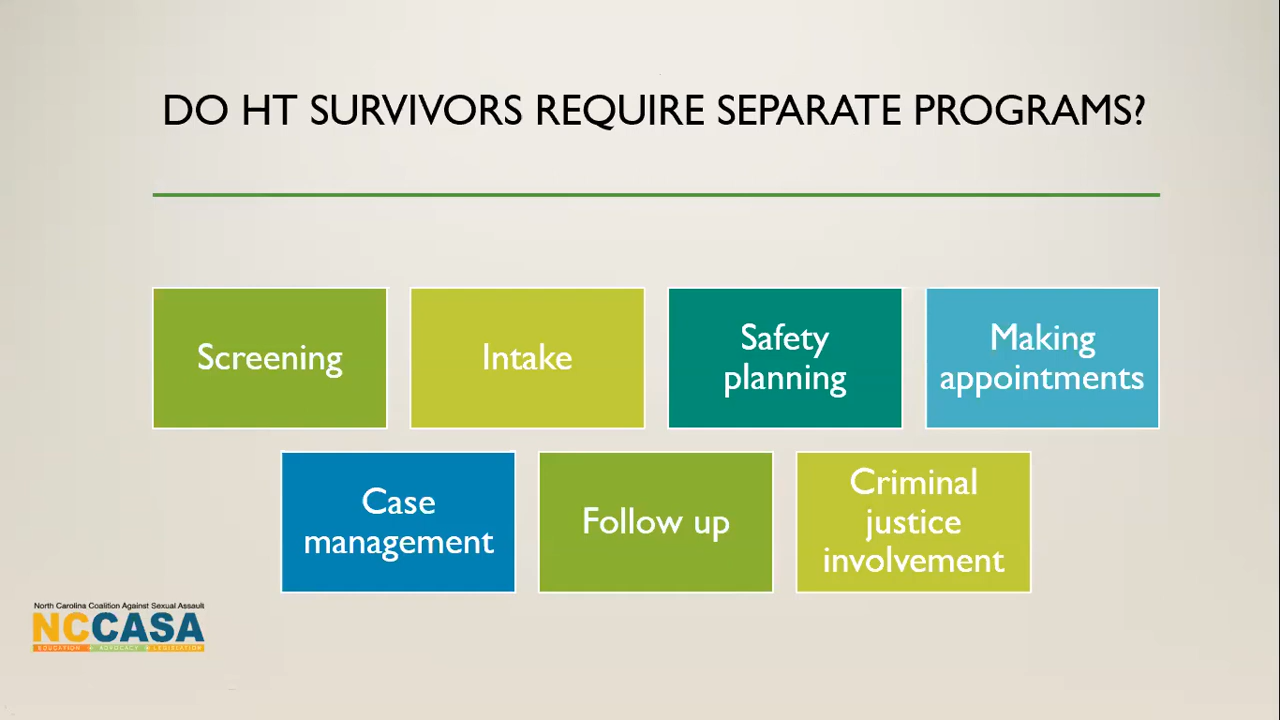 DO HT SURVIVORS REQUIRE SEPARATE PROGRAMS?
Screening
Intake
Safety
planning
Making
appointments
Case
management
Follow up
Criminal
justice
involvement
North Carolina Coalition Against Sexual Assault
NCCASA
EDUCATION + ADVOCACY + LEGISLATION